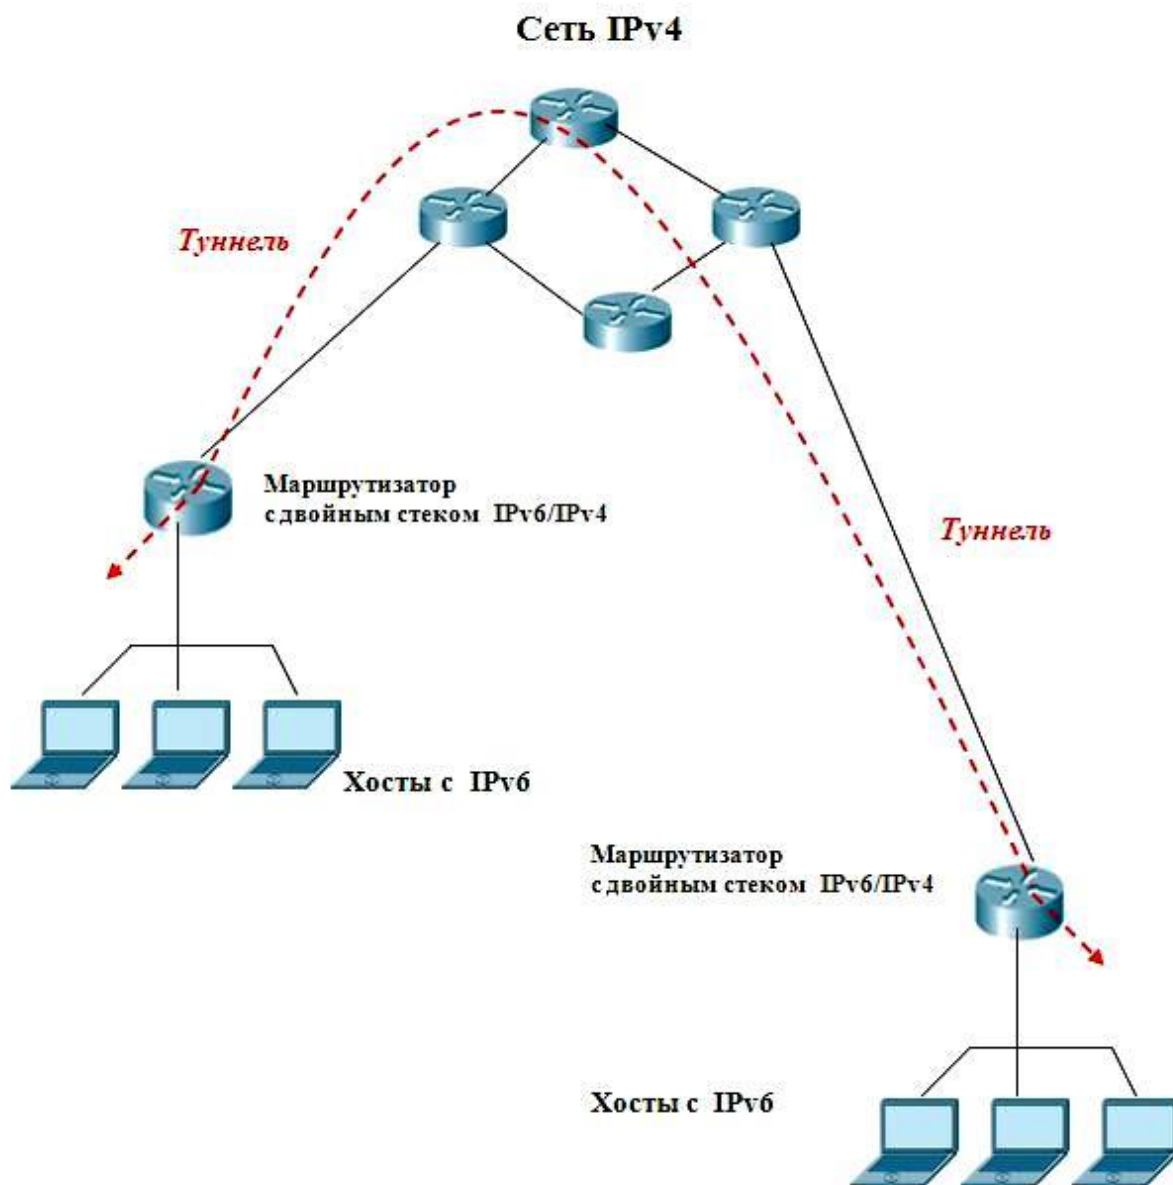 Сеть IPv4
Туннель
Маршрутизатор
с двойным стеком IPv6/IPv4
Туннель
Хосты с IPv6
Маршрутизатор
с двойным стеком IPv6/IPv4
Хосты с IPv6